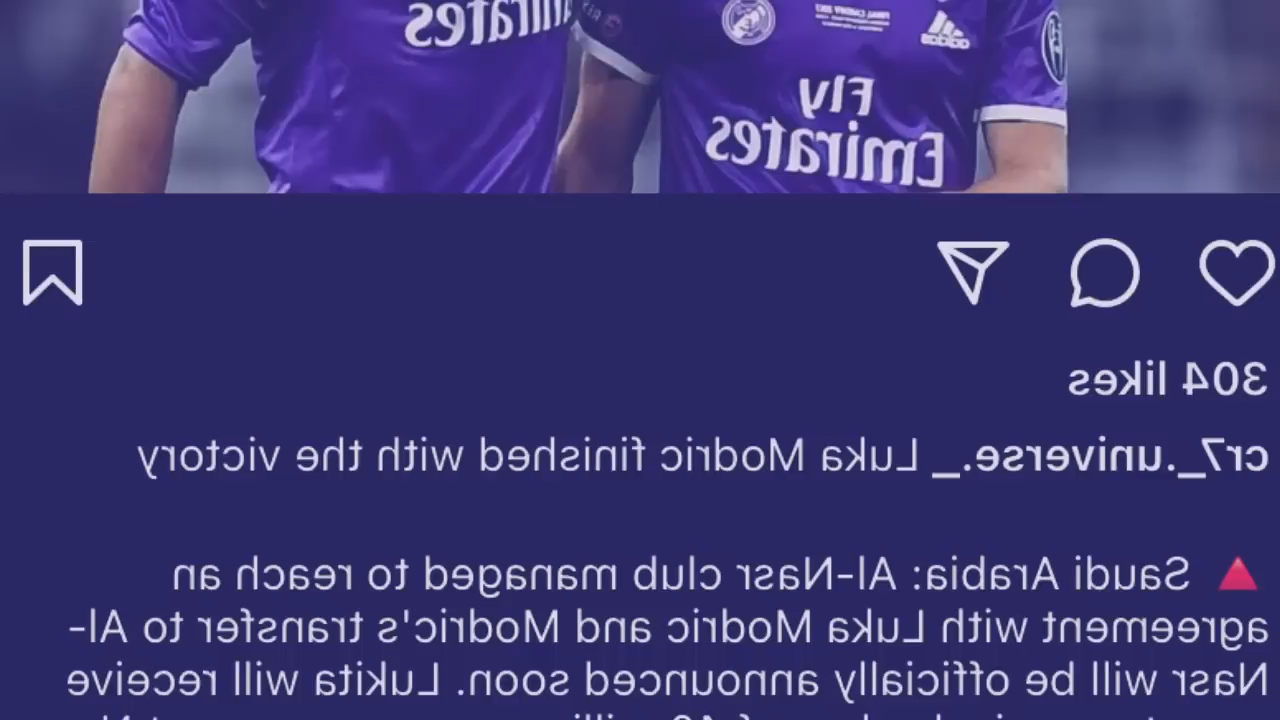 Emirates
adidas
Fly
Emirates
304 likes
cr7_.universe._ Luka Modric finished with the victory
🔺 Saudi Arabia: Al-Nasr club managed to reach an
agreement with Luka Modric and Modric's transfer to Al-
Nasr will be officially announced soon. Lukita will receive